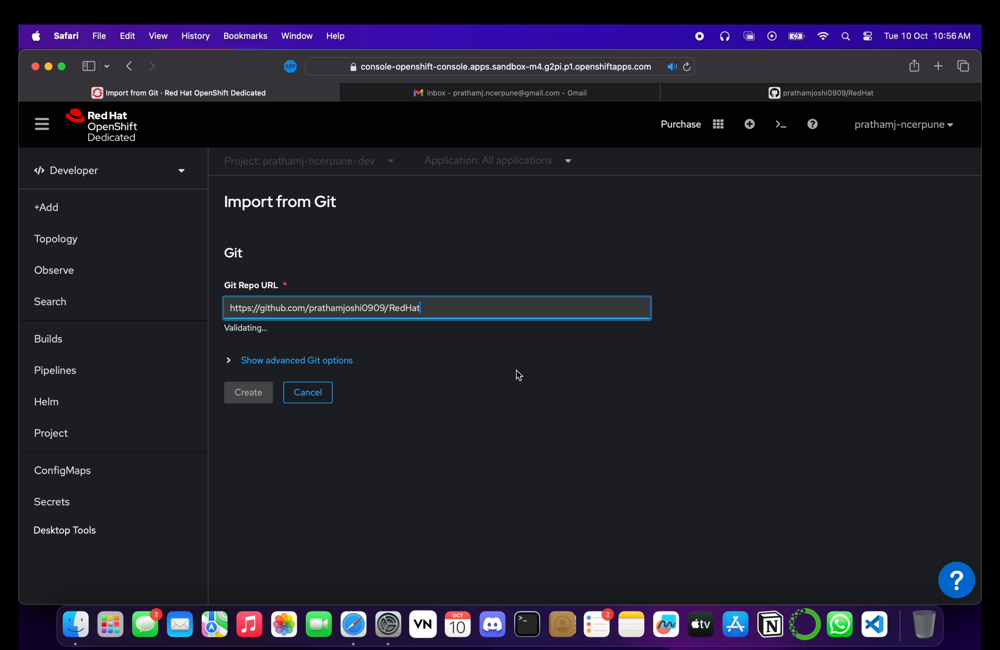 Safari File Edit View History Bookmarks Window Help Tue 10 Oct 10:56 AM
ABP console-openshift-console.apps.sandbox-m4.g2pi.p1.openshiftapps.com
Import from Git · Red Hat OpenShift Dedicated Inbox - prathamj.ncerpune@gmail.com - Gmail prathamjoshi0909/RedHat
Red Hat
OpenShift
Dedicated
Purchase prathamj-ncerpune
Developer
Project: prathamj-ncerpune-dev Application: All applications
+Add
Topology
Observe
Search
Builds
Pipelines
Helm
Project
ConfigMaps
Secrets
Desktop Tools
Import from Git
Git
Git Repo URL *
https://github.com/prathamjoshi0909/RedHat
Validating...
Show advanced Git options
Create Cancel
?
2 VN OCT 10 2 tv